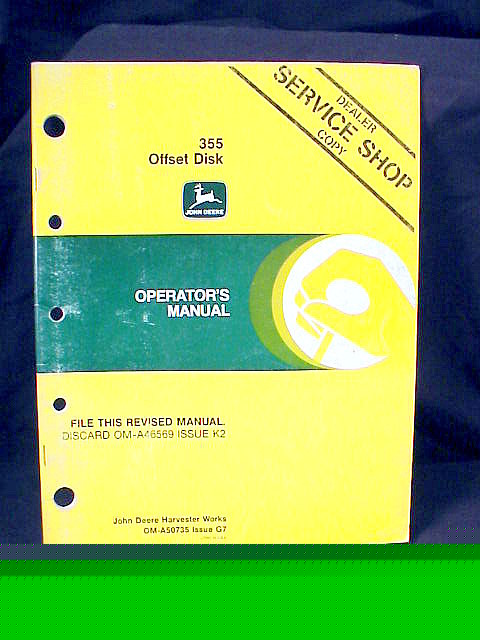 DEALER
SERVICE SHOP
COPY
355
Offset Disk
JOHN DEERE
OPERATOR'S
MANUAL
FILE THIS REVISED MANUAL.
DISCARD OM-A46569 ISSUE K2
John Deere Harvester Works
OM-A50735 Issue G7